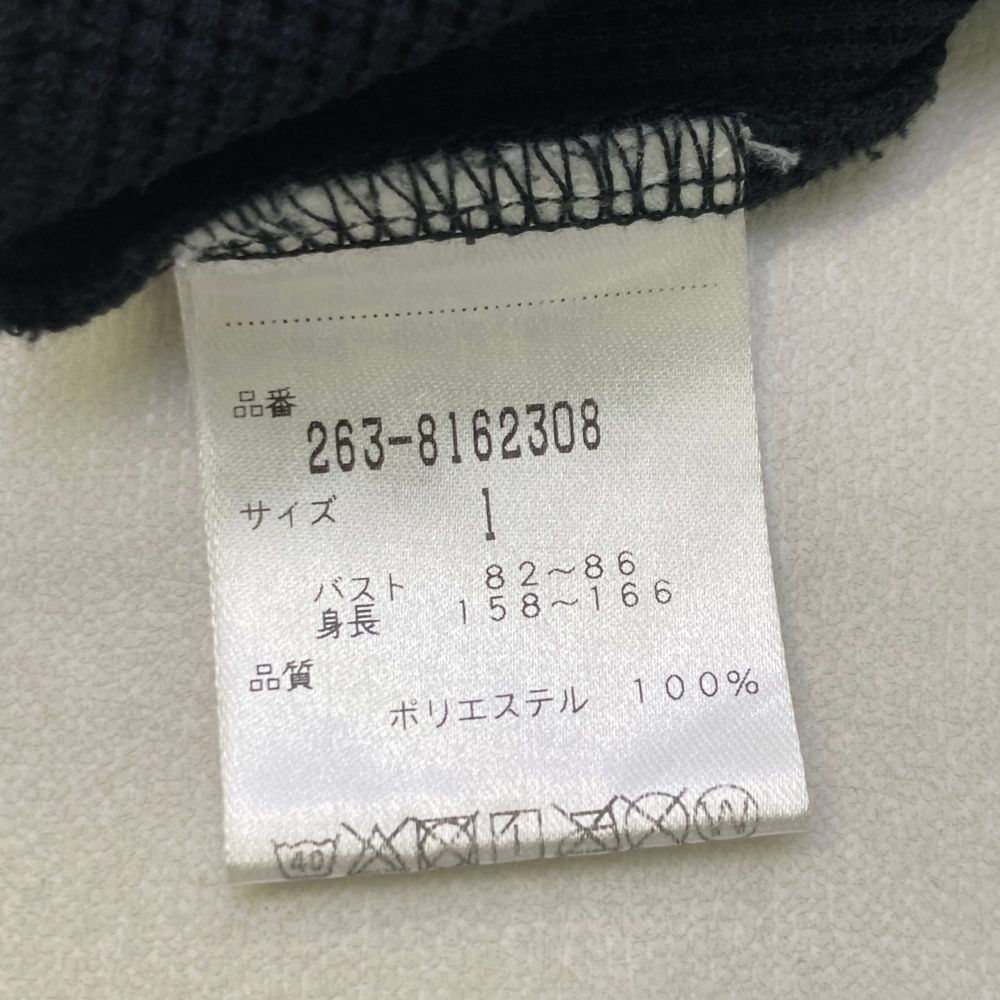 品番
263-8162308
サイズ 1
バスト 82～86
身長 158～166
品質
ポリエステル 100%
40 W